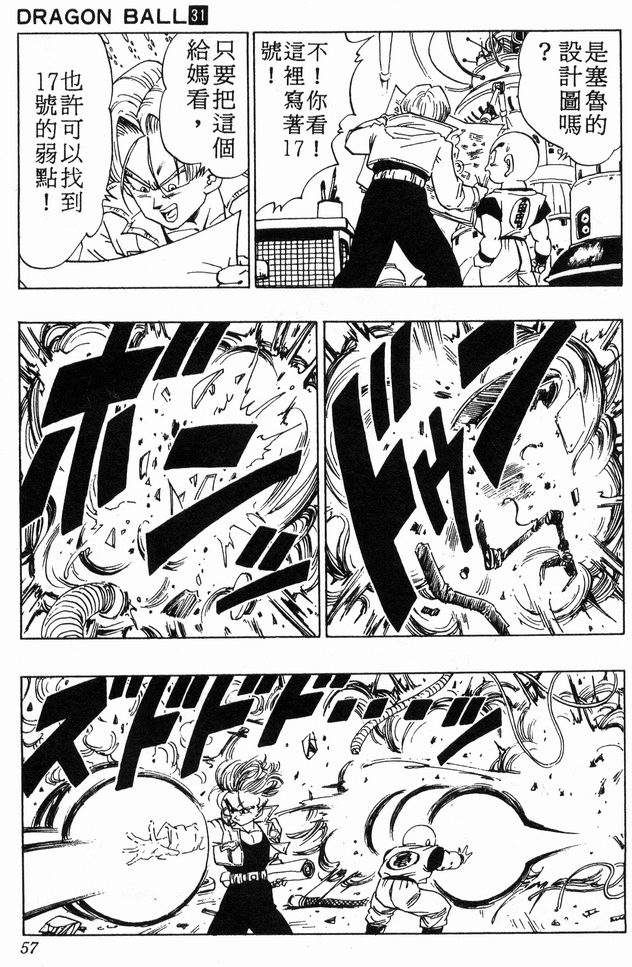 DRAGON BALL 31
是塞魯的
設計圖嗎
？
不！你看！
這裡寫著17
號！
只要把這個
給媽看，
也許可以找到
17號的弱點！
ドゥン
ボンッ
ズドドドド‥‥ッ
57